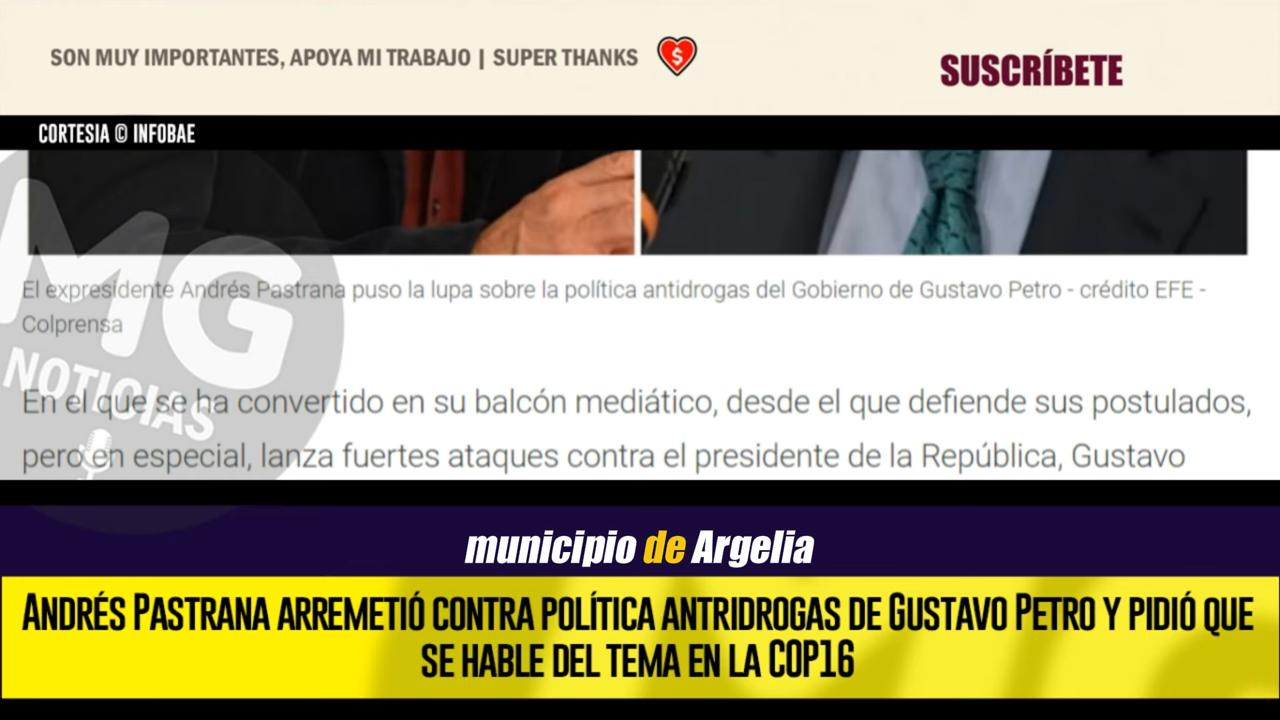 SON MUY IMPORTANTES, APOYA MI TRABAJO | SUPER THANKS $
SUSCRÍBETE
CORTESIA © INFOBAE
El expresidente Andrés Pastrana puso la lupa sobre la política antidrogas del Gobierno de Gustavo Petro - crédito EFE -
Colprensa
MG
NOTICIAS
En el que se ha convertido en su balcón mediático, desde el que defiende sus postulados,
pero en especial, lanza fuertes ataques contra el presidente de la República, Gustavo
municipio de Argelia
ANDRÉS PASTRANA ARREMETIÓ CONTRA POLÍTICA ANTRIDROGAS DE GUSTAVO PETRO Y PIDIÓ QUE
SE HABLE DEL TEMA EN LA COP16